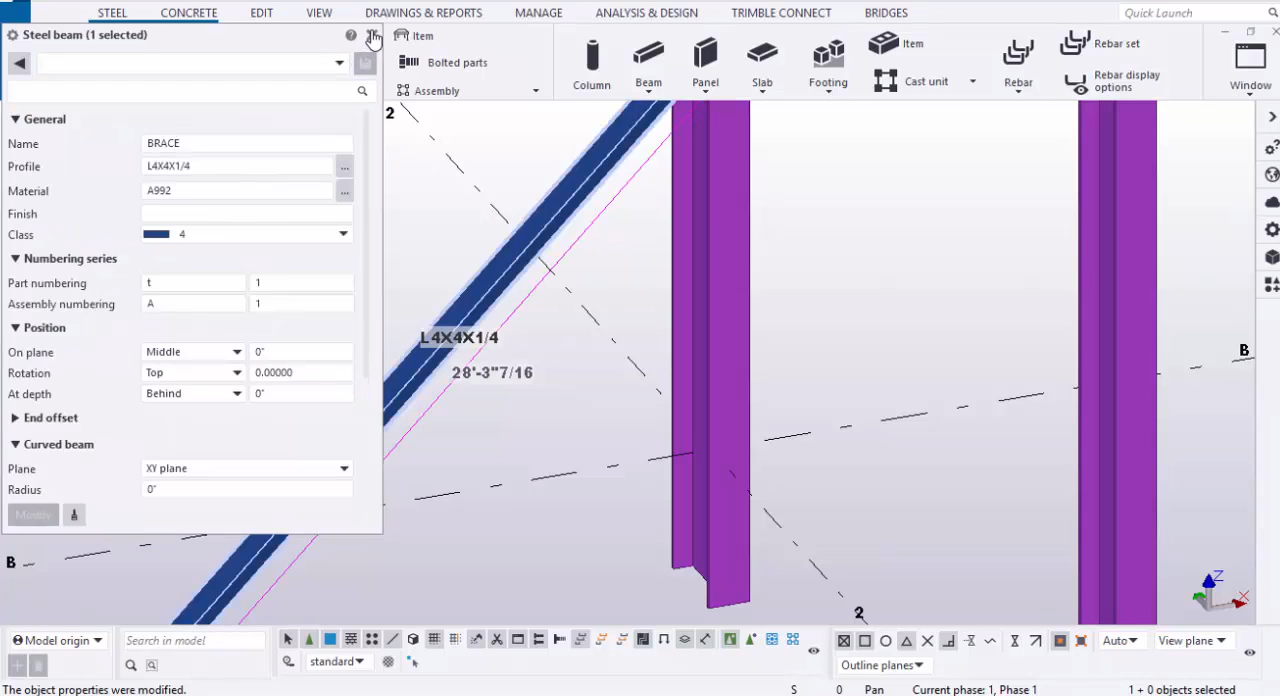 STEEL CONCRETE EDIT VIEW DRAWINGS & REPORTS MANAGE ANALYSIS & DESIGN TRIMBLE CONNECT BRIDGES Quick Launch
Steel beam (1 selected)
Item
Bolted parts
Assembly
Column
Beam
Panel
Slab
Footing
Item
Cast unit
Rebar
Rebar set
Rebar display
options
Window
General
Name BRACE
Profile L4X4X1/4 ...
Material A992 ...
Finish
Class 4
Numbering series
Part numbering t 1
Assembly numbering A 1
Position
On plane Middle 0"
Rotation Top 0.00000
At depth Behind 0"
End offset
Curved beam
Plane XY plane
Radius 0"
Modify
2
L4X4X1/4
28'-3"7/16
B
B
2
Z
X
Model origin Search in model
standard
Auto View plane
Outline planes
The object properties were modified. S 0 Pan Current phase: 1, Phase 1 1 + 0 objects selected